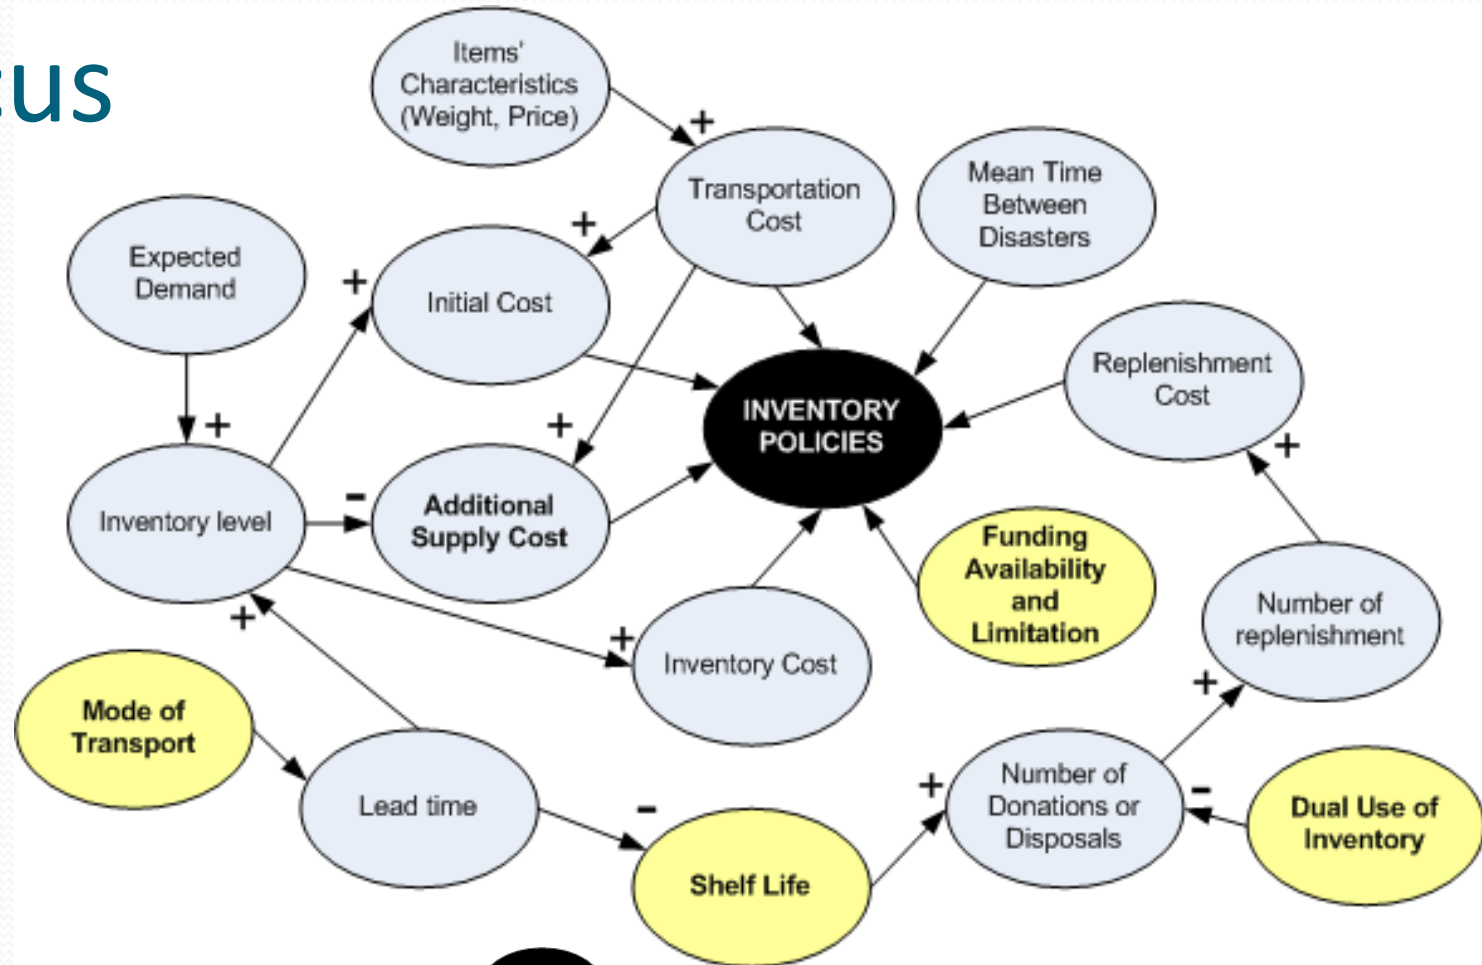 cus
Items'
Characteristics
(Weight, Price)
+
Transportation
Cost
Mean Time
Between
Disasters
+
Expected
Demand
+
Initial Cost
Replenishment
Cost
INVENTORY
POLICIES
+
+
+
Inventory level
-
Additional
Supply Cost
Funding
Availability
and
Limitation
Number of
replenishment
+
+
Inventory Cost
+
Mode of
Transport
Lead time
-
Shelf Life
+
Number of
Donations or
Disposals
-
Dual Use of
Inventory